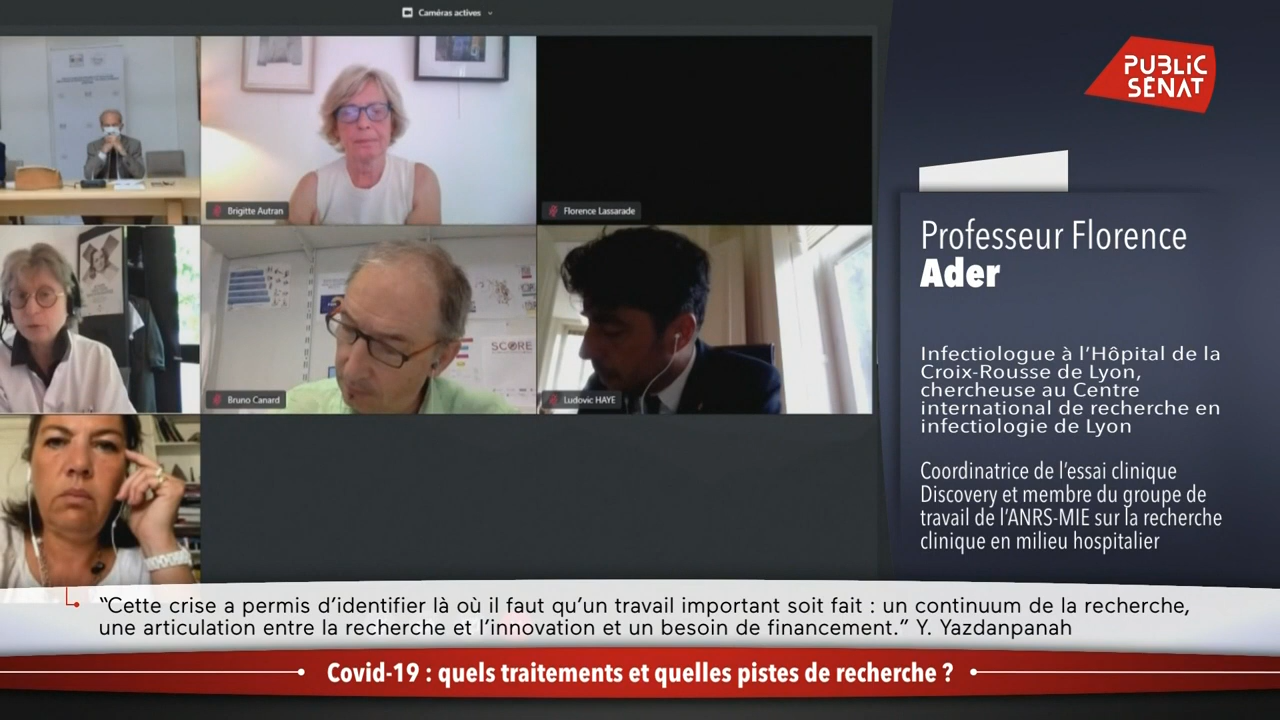 Caméras actives
PUBLIC
SÉNAT
Brigitte Autran
Florence Lassarade
Professeur Florence
Ader
SCORE
Bruno Canard
Ludovic HAYE
Infectiologue à l'Hôpital de la
Croix-Rousse de Lyon,
chercheuse au Centre
international de recherche en
infectiologie de Lyon
Coordinatrice de l'essai clinique
Discovery et membre du groupe de
travail de l'ANRS-MIE sur la recherche
clinique en milieu hospitalier
“Cette crise a permis d'identifier là où il faut qu'un travail important soit fait : un continuum de la recherche,
une articulation entre la recherche et l'innovation et un besoin de financement.” Y. Yazdanpanah
Covid-19 : quels traitements et quelles pistes de recherche ?